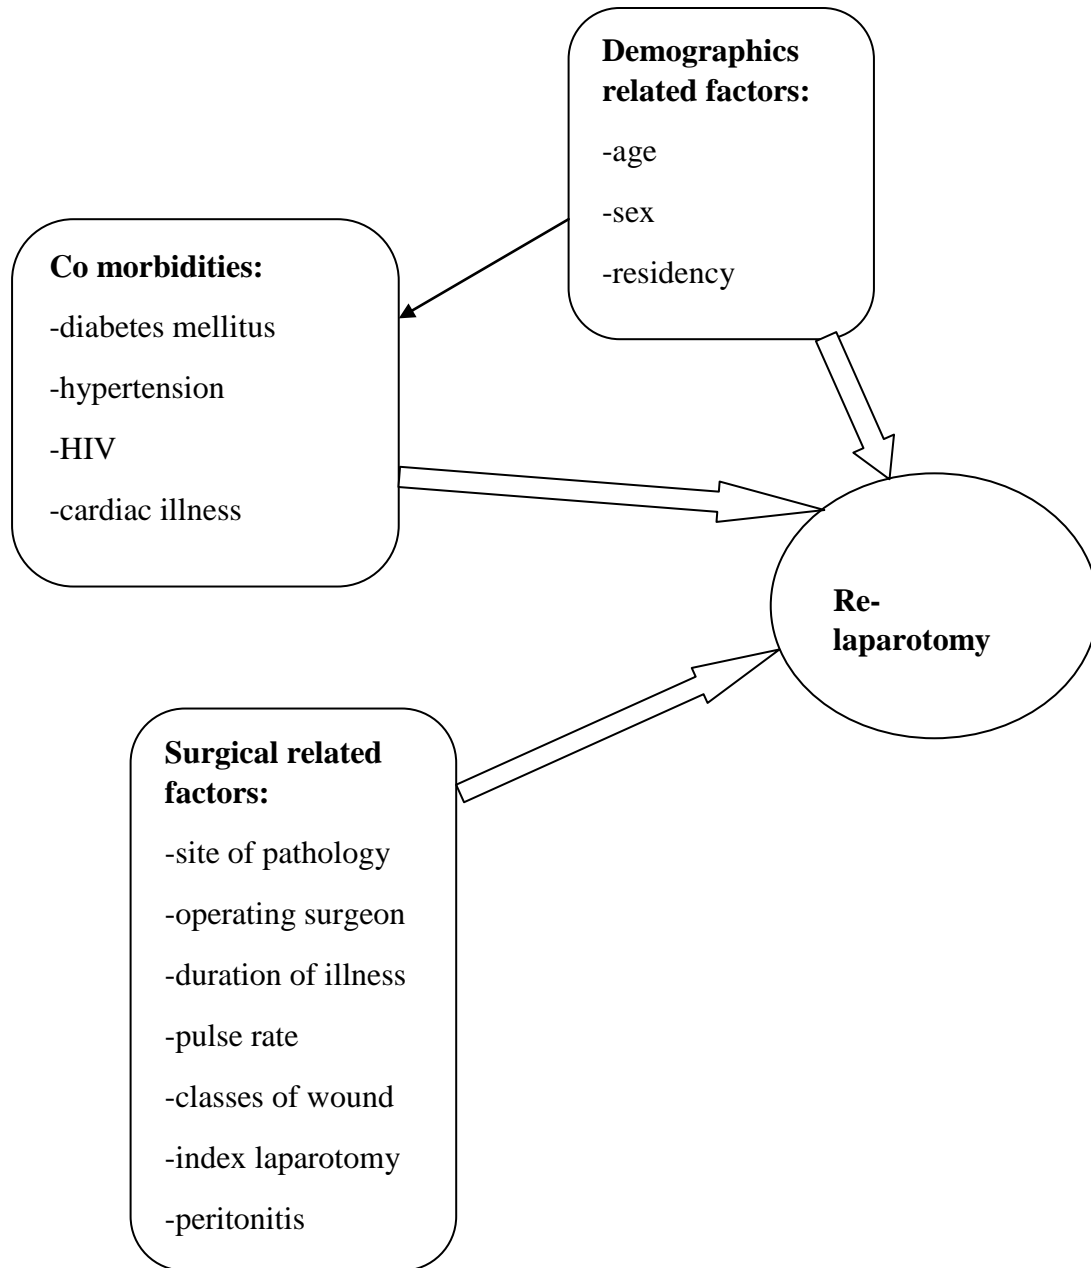 Demographics
related factors:
-age
-sex
-residency
Co morbidities:
-diabetes mellitus
-hypertension
-HIV
-cardiac illness
Re-
laparotomy
Surgical related
factors:
-site of pathology
-operating surgeon
-duration of illness
-pulse rate
-classes of wound
-index laparotomy
-peritonitis